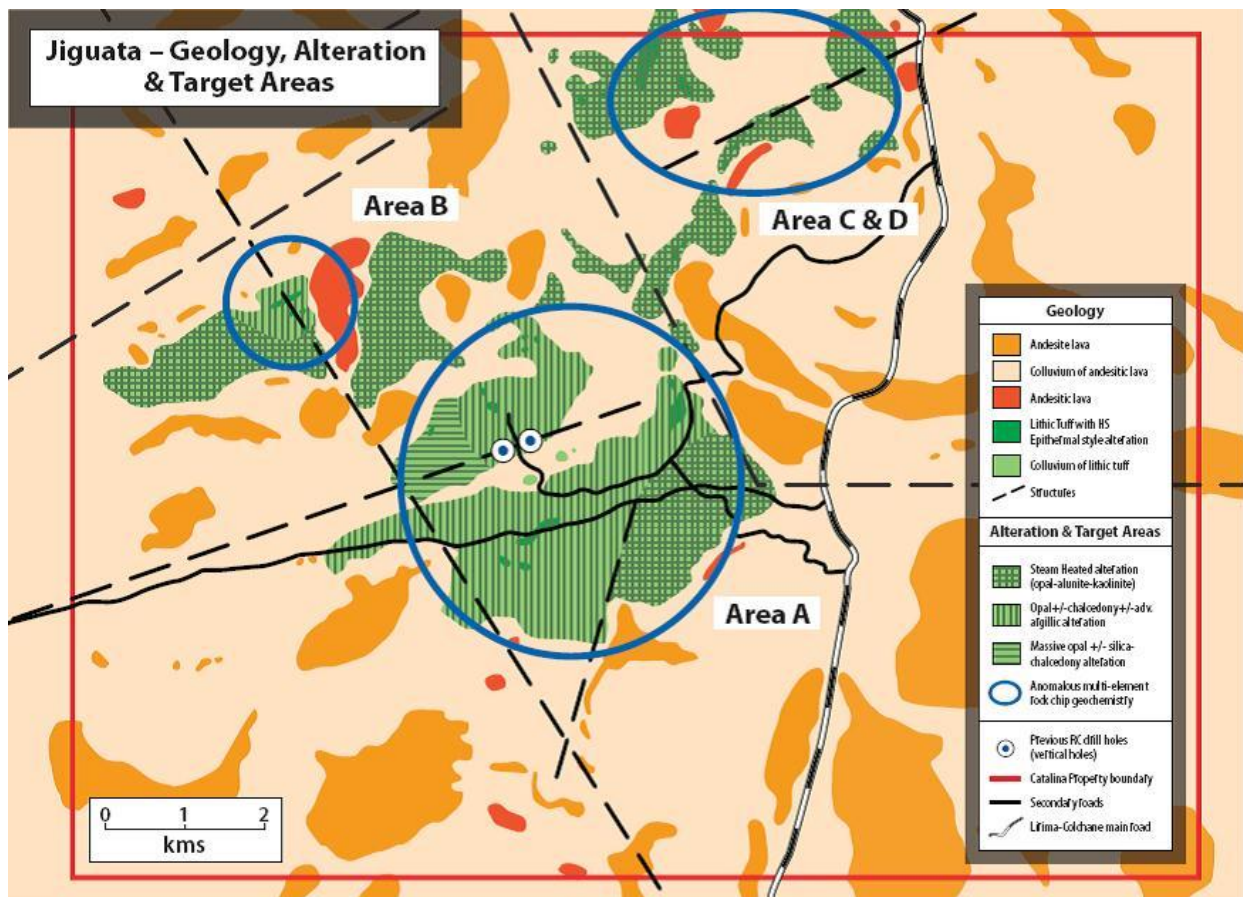 Jiguata – Geology, Alteration
& Target Areas
Area B
Area C & D
Area A
Geology
Andesite lava
Colluvium of andesitic lava
Andesitic lava
Lithic Tuff with HS
Epithermal style alteration
Colluvium of lithic tuff
Structures
Alteration & Target Areas
Steam Heated alteration
(opal-alunite-kaolinite)
Opal+/-chalcedony+/-adv.
argillic alteration
Massive opal +/- silica-
chalcedony alteration
Anomalous multi-element
rock chip geochemistry
Previous RC drill holes
(vertical holes)
Catalina Property boundary
Secondary roads
Lirima-Colchane main road
0 1 2
kms